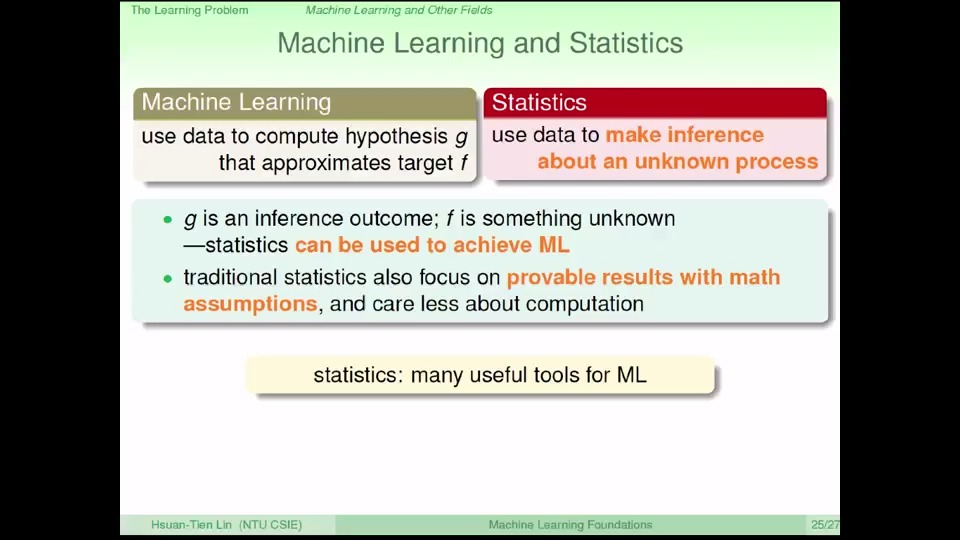 The Learning Problem Machine Learning and Other Fields
Machine Learning and Statistics
Machine Learning
use data to compute hypothesis g
that approximates target f
Statistics
use data to make inference
about an unknown process
• g is an inference outcome; f is something unknown
—statistics can be used to achieve ML
• traditional statistics also focus on provable results with math
assumptions, and care less about computation
statistics: many useful tools for ML
Hsuan-Tien Lin (NTU CSIE) Machine Learning Foundations 25/27